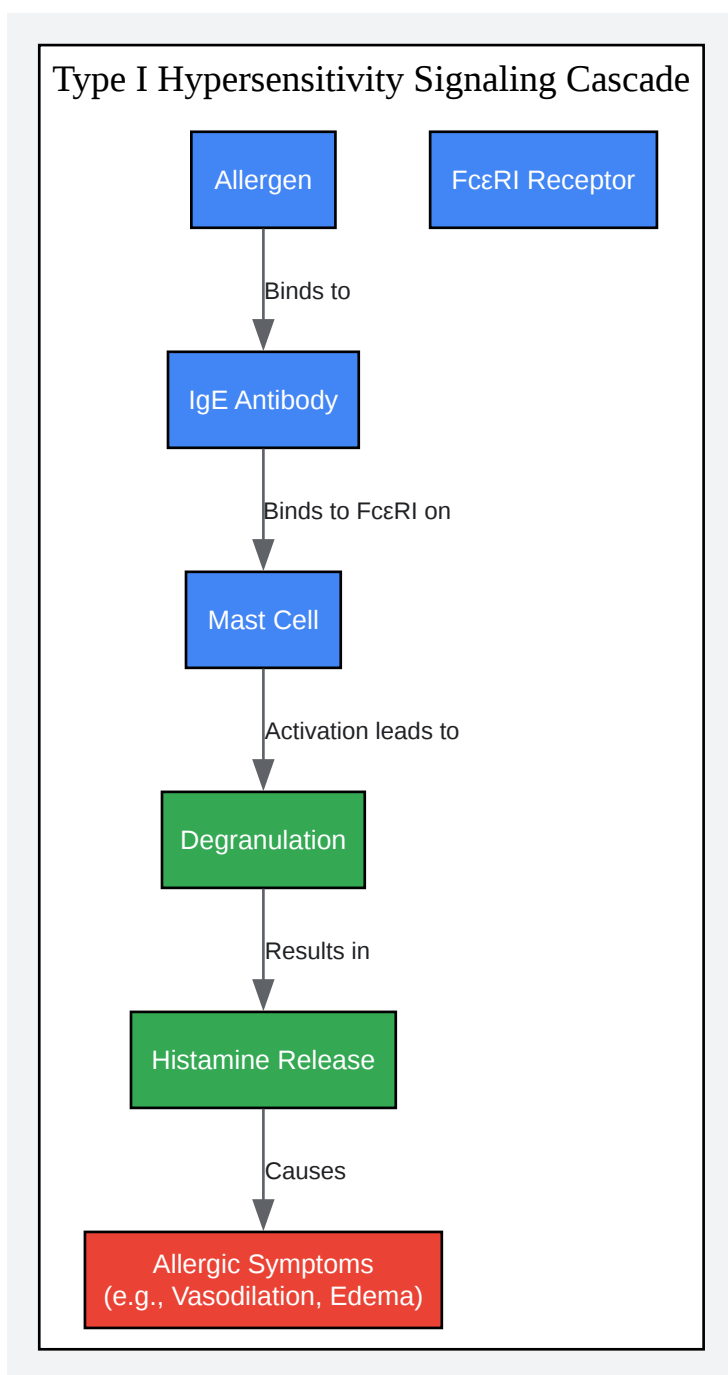 Type I Hypersensitivity Signaling Cascade
Allergen
FcεRI Receptor
Binds to
IgE Antibody
Binds to FcεRI on
Mast Cell
Activation leads to
Degranulation
Results in
Histamine Release
Causes
Allergic Symptoms
(e.g., Vasodilation, Edema)